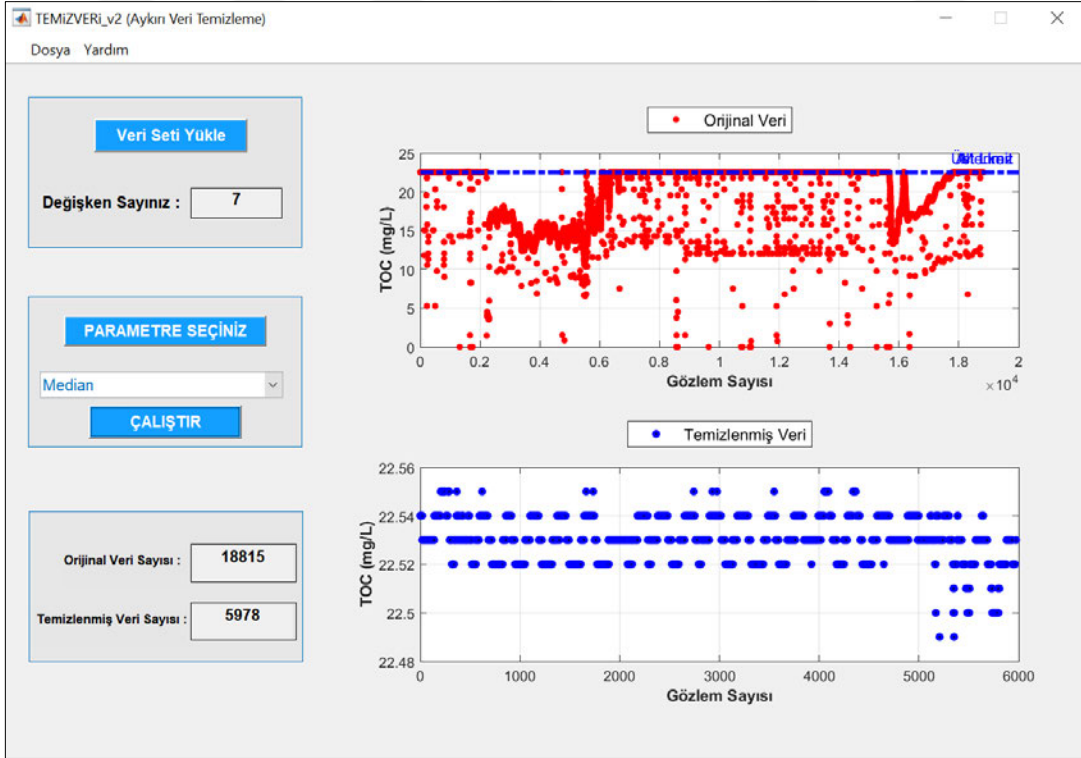 TEMiZVERi_v2 (Aykırı Veri Temizleme)
Dosya Yardım
Veri Seti Yükle
Değişken Sayınız : 7
PARAMETRE SEÇİNİZ
Median
ÇALIŞTIR
Orijinal Veri Sayısı : 18815
Temizlenmiş Veri Sayısı : 5978
Orijinal Veri
25
20
15
10
5
0
TOC (mg/L)
0 0.2 0.4 0.6 0.8 1 1.2 1.4 1.6 1.8 2
×10⁴
Gözlem Sayısı
Temizlenmiş Veri
22.56
22.54
22.52
22.5
22.48
TOC (mg/L)
0 1000 2000 3000 4000 5000 6000
Gözlem Sayısı